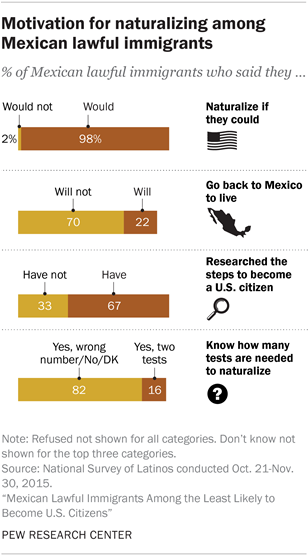 Motivation for naturalizing among
Mexican lawful immigrants
% of Mexican lawful immigrants who said they ...
Would not Would
2% 98%
Naturalize if
they could
Will not Will
70 22
Go back to Mexico
to live
Have not Have
33 67
Researched the
steps to become
a U.S. citizen
Yes, wrong
number/No/DK
Yes, two
tests
82 16
Know how many
tests are needed
to naturalize
?
Note: Refused not shown for all categories. Don't know not
shown for the top three categories.
Source: National Survey of Latinos conducted Oct. 21-Nov.
30, 2015.
"Mexican Lawful Immigrants Among the Least Likely to
Become U.S. Citizens"
PEW RESEARCH CENTER